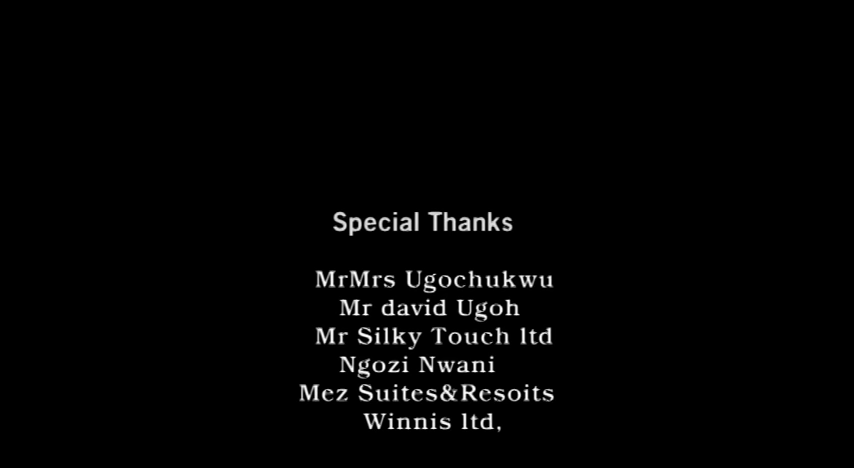 Special Thanks
MrMrs Ugochukwu
Mr david Ugoh
Mr Silky Touch ltd
Ngozi Nwani
Mez Suites&Resoits
Winnis ltd,